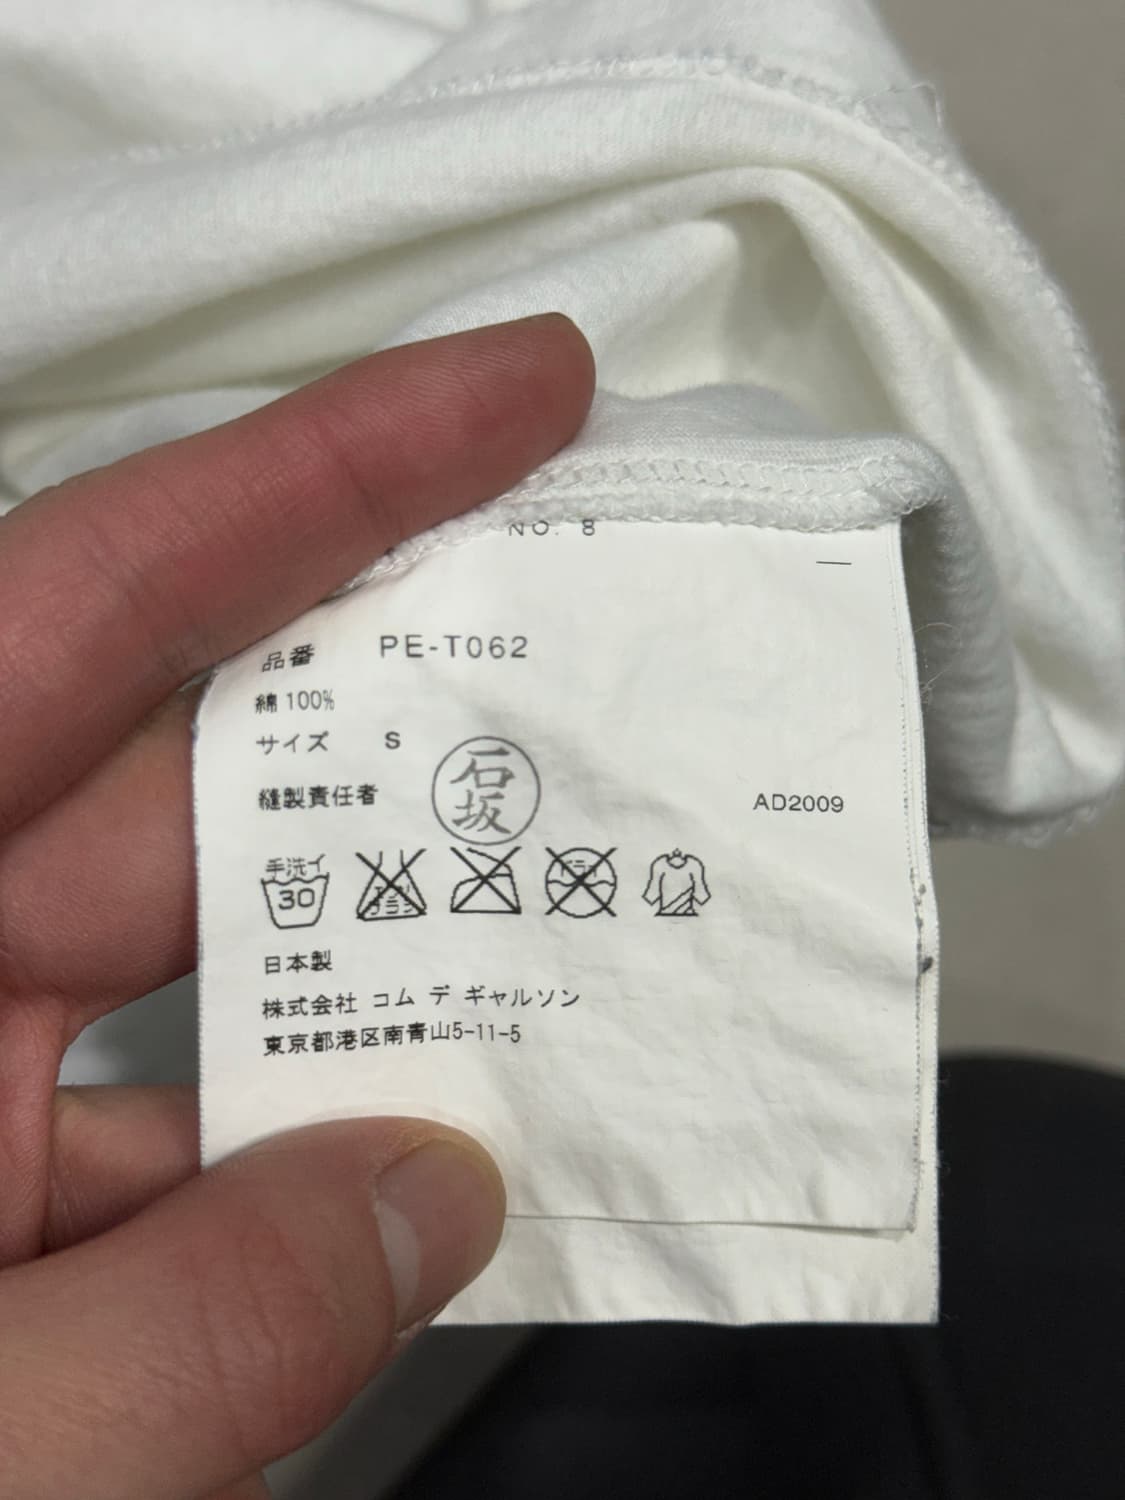 NO. 8
品番 PE-T062
綿 100%
サイズ S
縫製責任者 石坂
AD2009
手洗イ
30
日本製
株式会社 コム デ ギャルソン
東京都港区南青山5-11-5